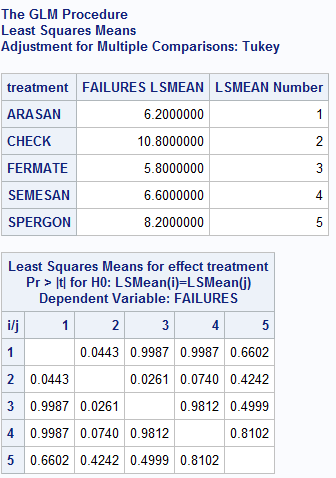 The GLM Procedure
Least Squares Means
Adjustment for Multiple Comparisons: Tukey
treatment FAILURES LSMEAN LSMEAN Number
ARASAN 6.2000000 1
CHECK 10.8000000 2
FERMATE 5.8000000 3
SEMESAN 6.6000000 4
SPERGON 8.2000000 5
Least Squares Means for effect treatment
Pr > |t| for H0: LSMean(i)=LSMean(j)
Dependent Variable: FAILURES
i/j 1 2 3 4 5
1 0.0443 0.9987 0.9987 0.6602
2 0.0443 0.0261 0.0740 0.4242
3 0.9987 0.0261 0.9812 0.4999
4 0.9987 0.0740 0.9812 0.8102
5 0.6602 0.4242 0.4999 0.8102